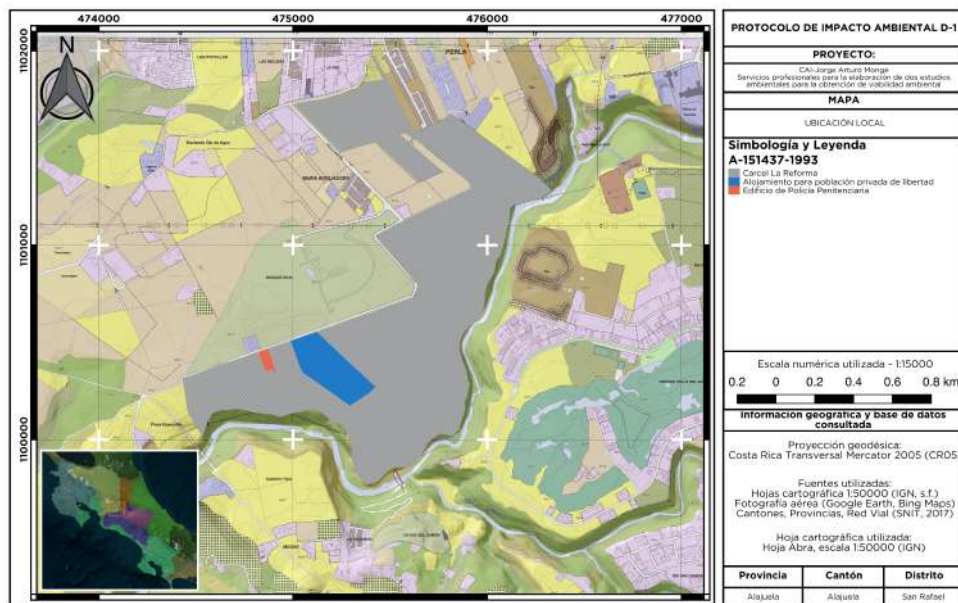 474000 475000 476000 477000
1102000
1101000
1100000
N
PERLA
MARIA AUXILIADORA
PROTOCOLO DE IMPACTO AMBIENTAL D-1
PROYECTO:
CAI-Jorge Arturo Monge
Servicios profesionales para la elaboración de dos estudios
ambientales para la obtención de viabilidad ambiental
MAPA
UBICACIÓN LOCAL
Simbología y Leyenda
A-151437-1993
Carcel La Reforma
Alojamiento para población privada de libertad
Edificio de Policía Penitenciaria
Escala numérica utilizada - 1:15000
0.2 0 0.2 0.4 0.6 0.8 km
Información geográfica y base de datos
consultada
Proyección geodésica:
Costa Rica Transversal Mercator 2005 (CR05)
Fuentes utilizadas:
Hojas cartográfica 1:50000 (IGN, s.f.)
Fotografía aérea (Google Earth, Bing Maps)
Cantones, Provincias, Red Vial (SNIT, 2017)
Hoja cartográfica utilizada:
Hoja Abra, escala 1:50000 (IGN)
Provincia Cantón Distrito
Alajuela Alajuela San Rafael